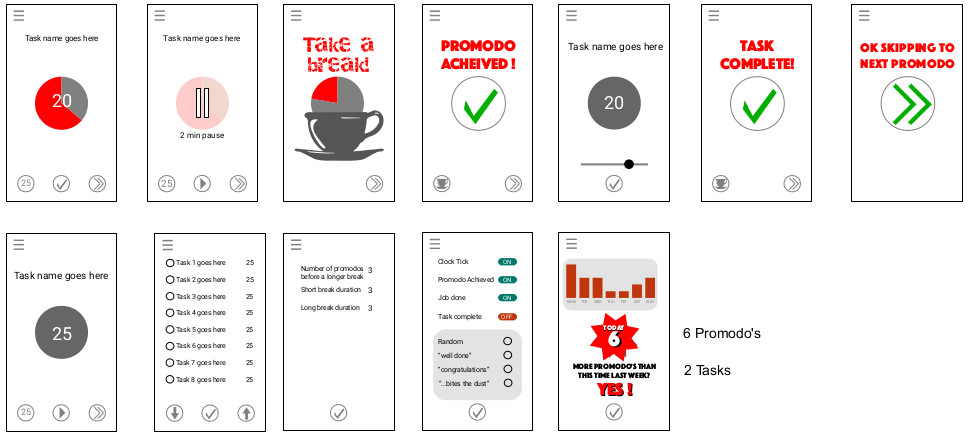 Task name goes here
20
25
Task name goes here
2 min pause
25
Take a
break
PROMODO
ACHEIVED !
Task name goes here
20
TASK
COMPLETE!
OK SKIPPING TO
NEXT PROMODO
Task name goes here
25
25
Task 1 goes here 25
Task 2 goes here 25
Task 3 goes here 25
Task 4 goes here 25
Task 5 goes here 25
Task 6 goes here 25
Task 7 goes here 25
Task 8 goes here 25
Number of promodos
before a longer break 3
Short break duration 3
Long break duration 3
Clock Tick ON
Promodo Achieved ON
Job done ON
Task complete OFF
Random
"well done"
"congratulations"
"...bites the dust"
MON TUE WED THU FRI SAT SUN
TODAY
6
MORE PROMODO'S THAN
THIS TIME LAST WEEK?
YES !
6 Promodo's
2 Tasks